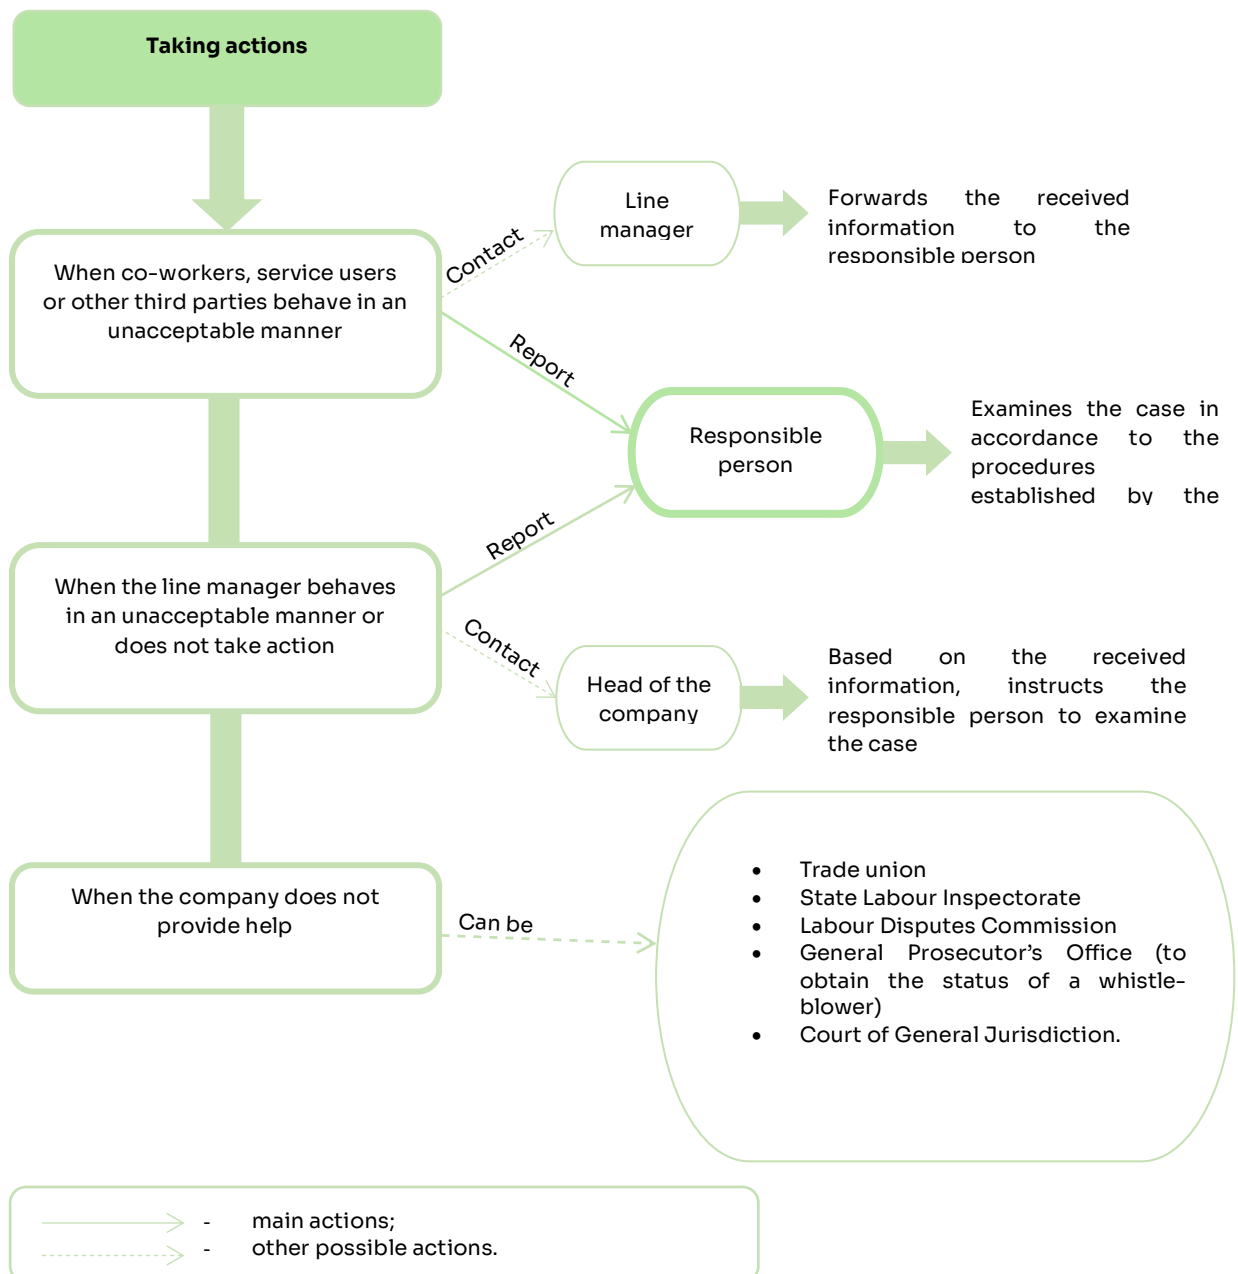 Taking actions
Line
manager
Forwards the received
information to the
responsible person
Contact
When co-workers, service users
or other third parties behave in an
unacceptable manner
Report
Responsible
person
Examines the case in
accordance to the
procedures
established by the
Report
When the line manager behaves
in an unacceptable manner or
does not take action
Contact
Head of the
company
Based on the received
information, instructs the
responsible person to examine
the case
When the company does not
provide help
Can be
• Trade union
• State Labour Inspectorate
• Labour Disputes Commission
• General Prosecutor’s Office (to
obtain the status of a whistle-
blower)
• Court of General Jurisdiction.
- main actions;
- other possible actions.